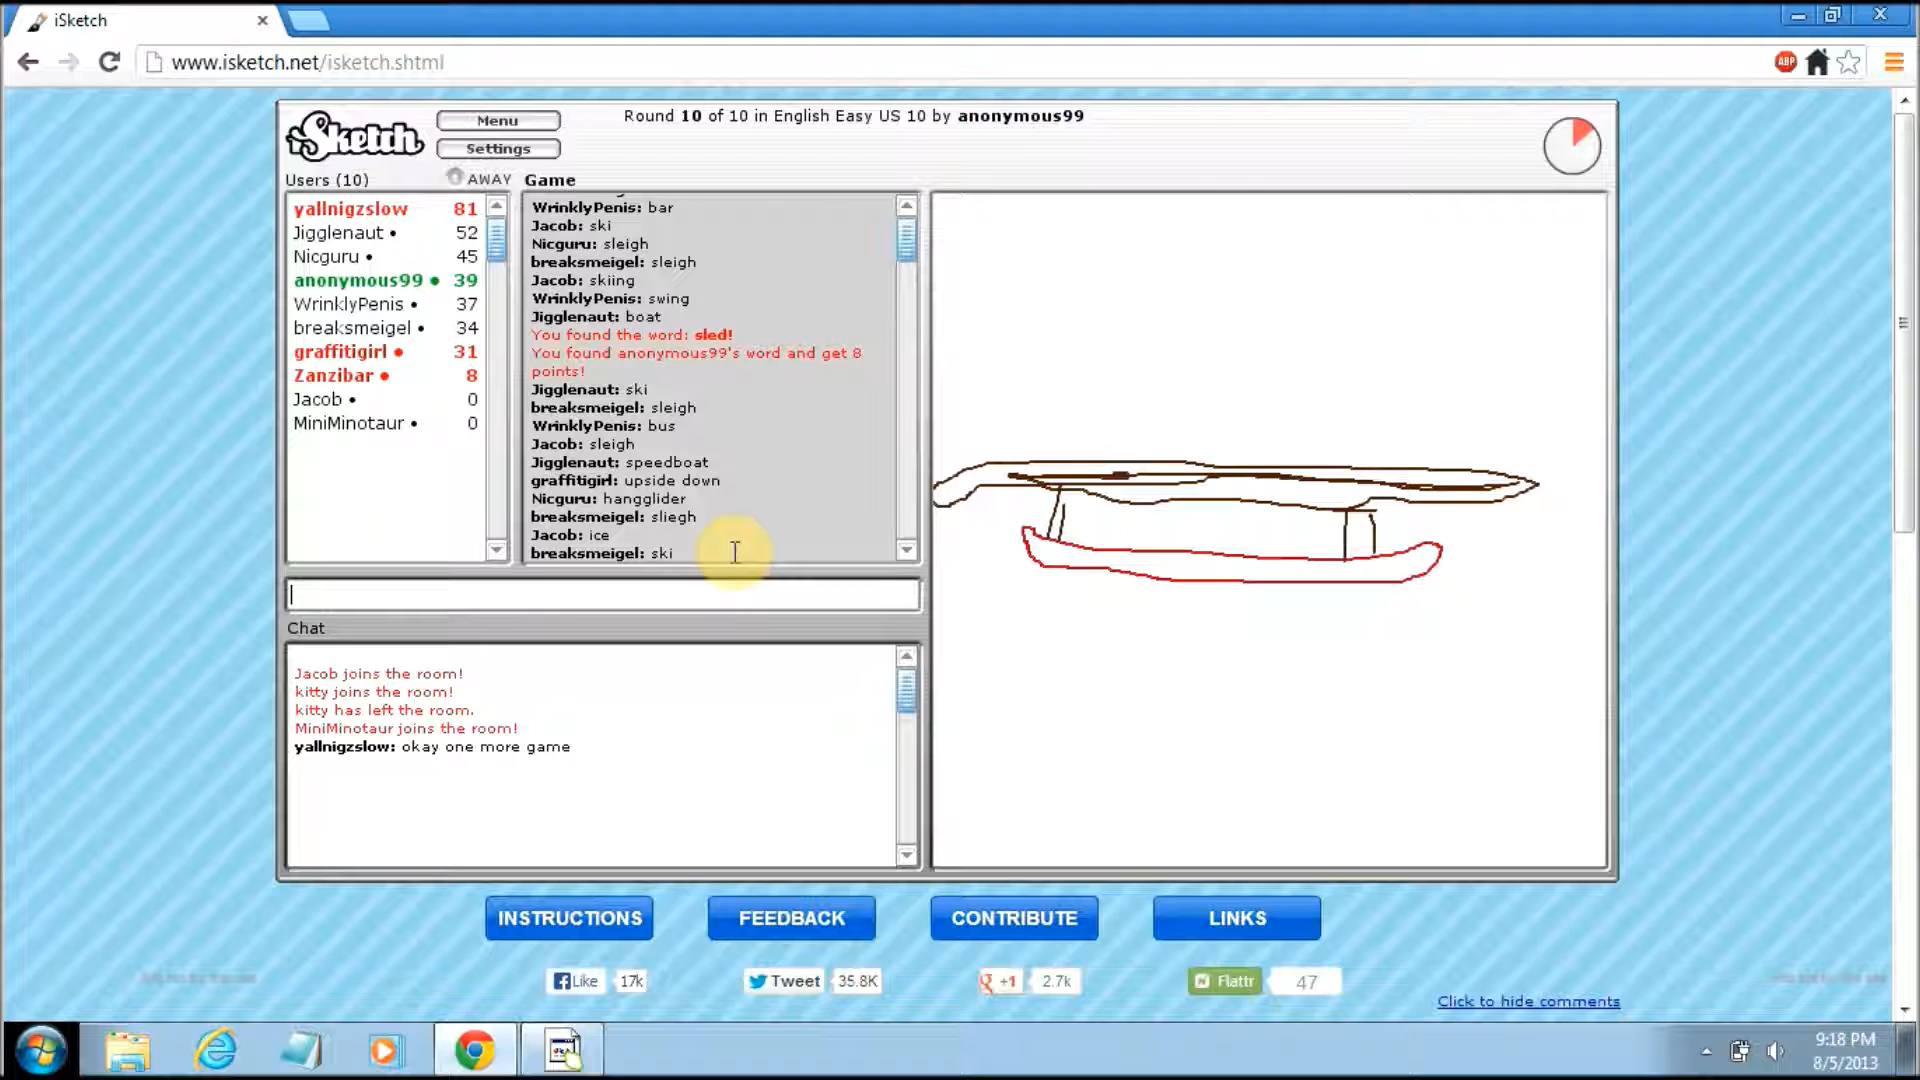 iSketch
www.isketch.net/isketch.shtml
ABP
iSketch
Menu
Settings
Round 10 of 10 in English Easy US 10 by anonymous99
Users (10)
AWAY
Game
yallnigzslow 81
Jigglenaut • 52
Nicguru • 45
anonymous99 • 39
WrinklyPenis • 37
breaksmeigel • 34
graffitigirl • 31
Zanzibar • 8
Jacob • 0
MiniMinotaur • 0
WrinklyPenis: bar
Jacob: ski
Nicguru: sleigh
breaksmeigel: sleigh
Jacob: skiing
WrinklyPenis: swing
Jigglenaut: boat
You found the word: sled!
You found anonymous99's word and get 8
points!
Jigglenaut: ski
breaksmeigel: sleigh
WrinklyPenis: bus
Jacob: sleigh
Jigglenaut: speedboat
graffitigirl: upside down
Nicguru: hangglider
breaksmeigel: sliegh
Jacob: ice
breaksmeigel: ski
Chat
Jacob joins the room!
kitty joins the room!
kitty has left the room.
MiniMinotaur joins the room!
yallnigzslow: okay one more game
INSTRUCTIONS
FEEDBACK
CONTRIBUTE
LINKS
Like 17k
Tweet 35.8K
+1 2.7k
Flattr 47
Click to hide comments
9:18 PM
8/5/2013